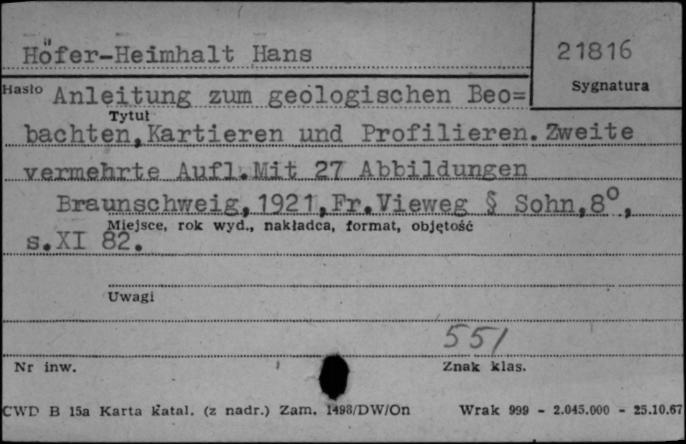 Höfer-Heimhalt Hans
21816
Hasło
Sygnatura
Anleitung zum geologischen Beo=
Tytuł
bachten,Kartieren und Profilieren.Zweite
vermehrte Aufl.Mit 27 Abbildungen
Braunschweig,1921,Fr.Vieweg § Sohn,8°,
Miejsce, rok wyd., nakładca, format, objętość
s.XI 82.
Uwagi
551
Nr inw.
Znak klas.
CWD B 15a Karta katal. (z nadr.) Zam. 1498/DW/On Wrak 999 - 2.045.000 - 25.10.67